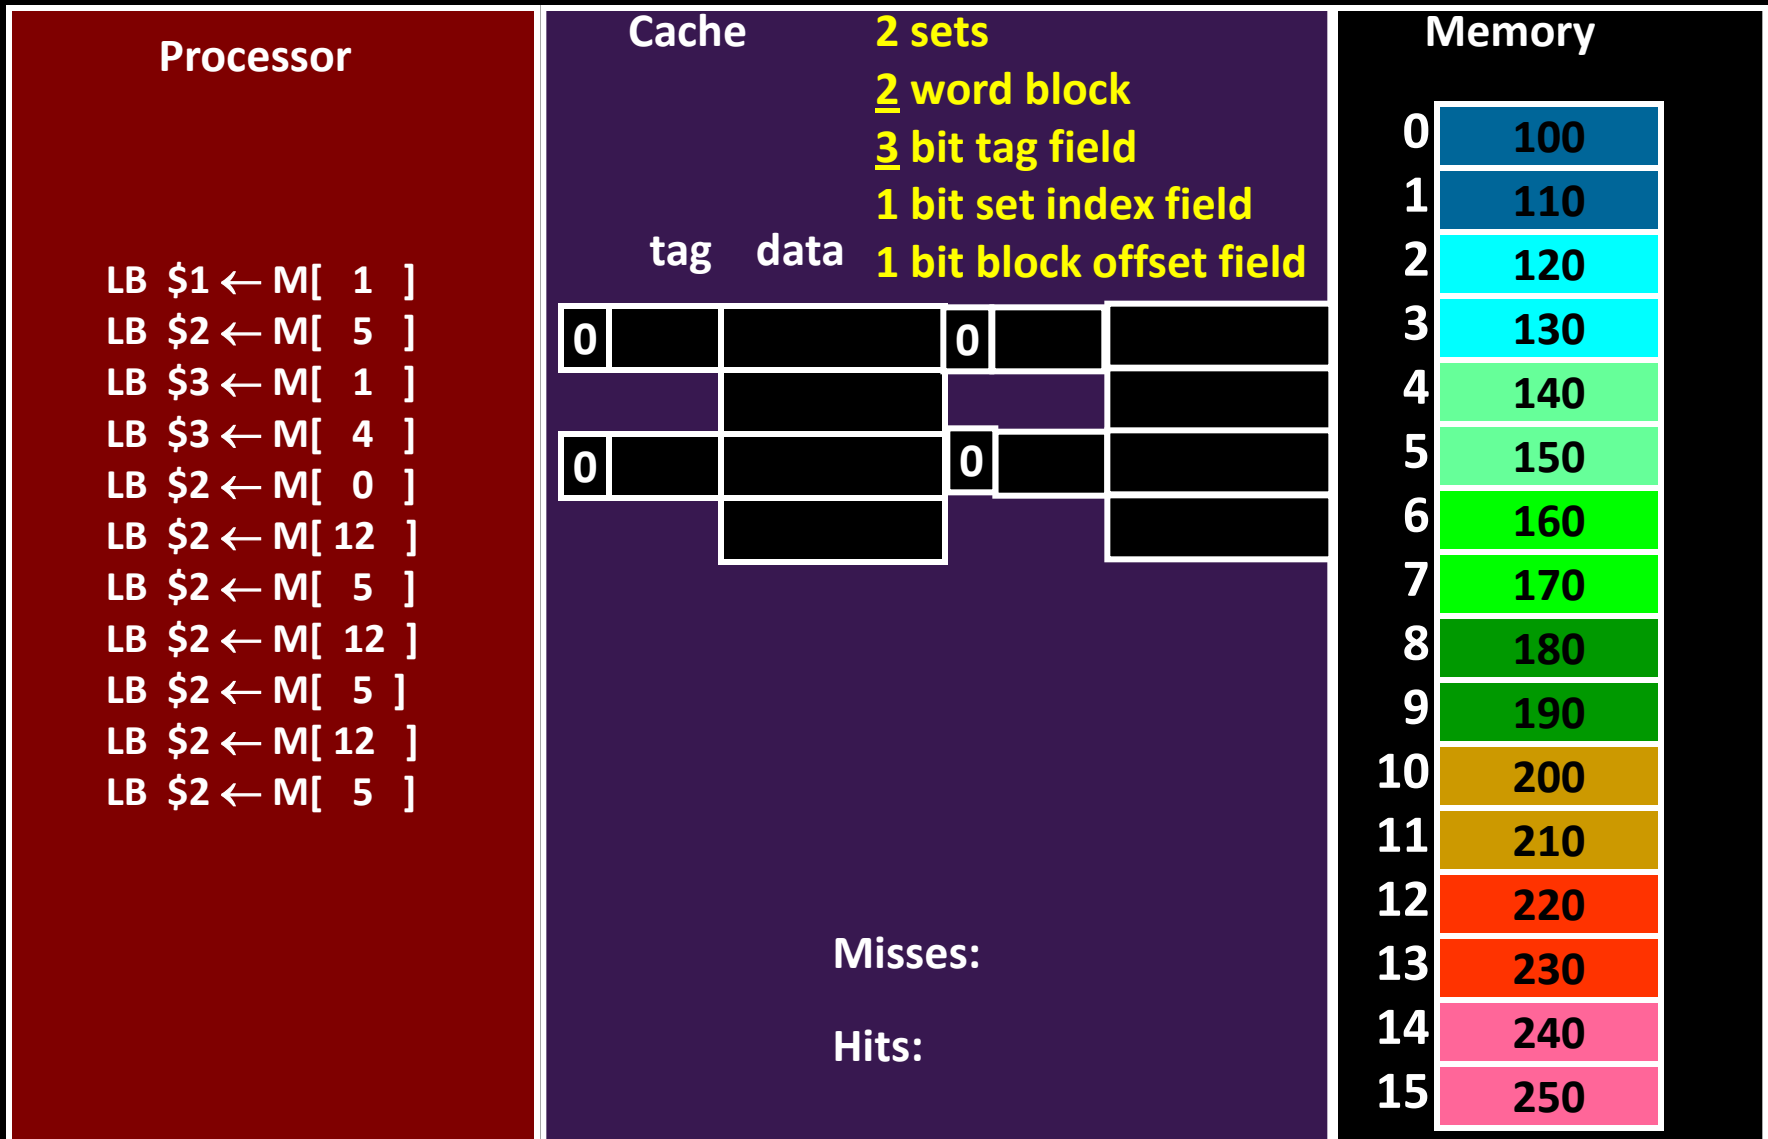 Processor
LB $1 ← M[ 1 ]
LB $2 ← M[ 5 ]
LB $3 ← M[ 1 ]
LB $3 ← M[ 4 ]
LB $2 ← M[ 0 ]
LB $2 ← M[ 12 ]
LB $2 ← M[ 5 ]
LB $2 ← M[ 12 ]
LB $2 ← M[ 5 ]
LB $2 ← M[ 12 ]
LB $2 ← M[ 5 ]
Cache
2 sets
2 word block
3 bit tag field
1 bit set index field
1 bit block offset field
tag data
0 0
0 0
Misses:
Hits:
Memory
0 100
1 110
2 120
3 130
4 140
5 150
6 160
7 170
8 180
9 190
10 200
11 210
12 220
13 230
14 240
15 250